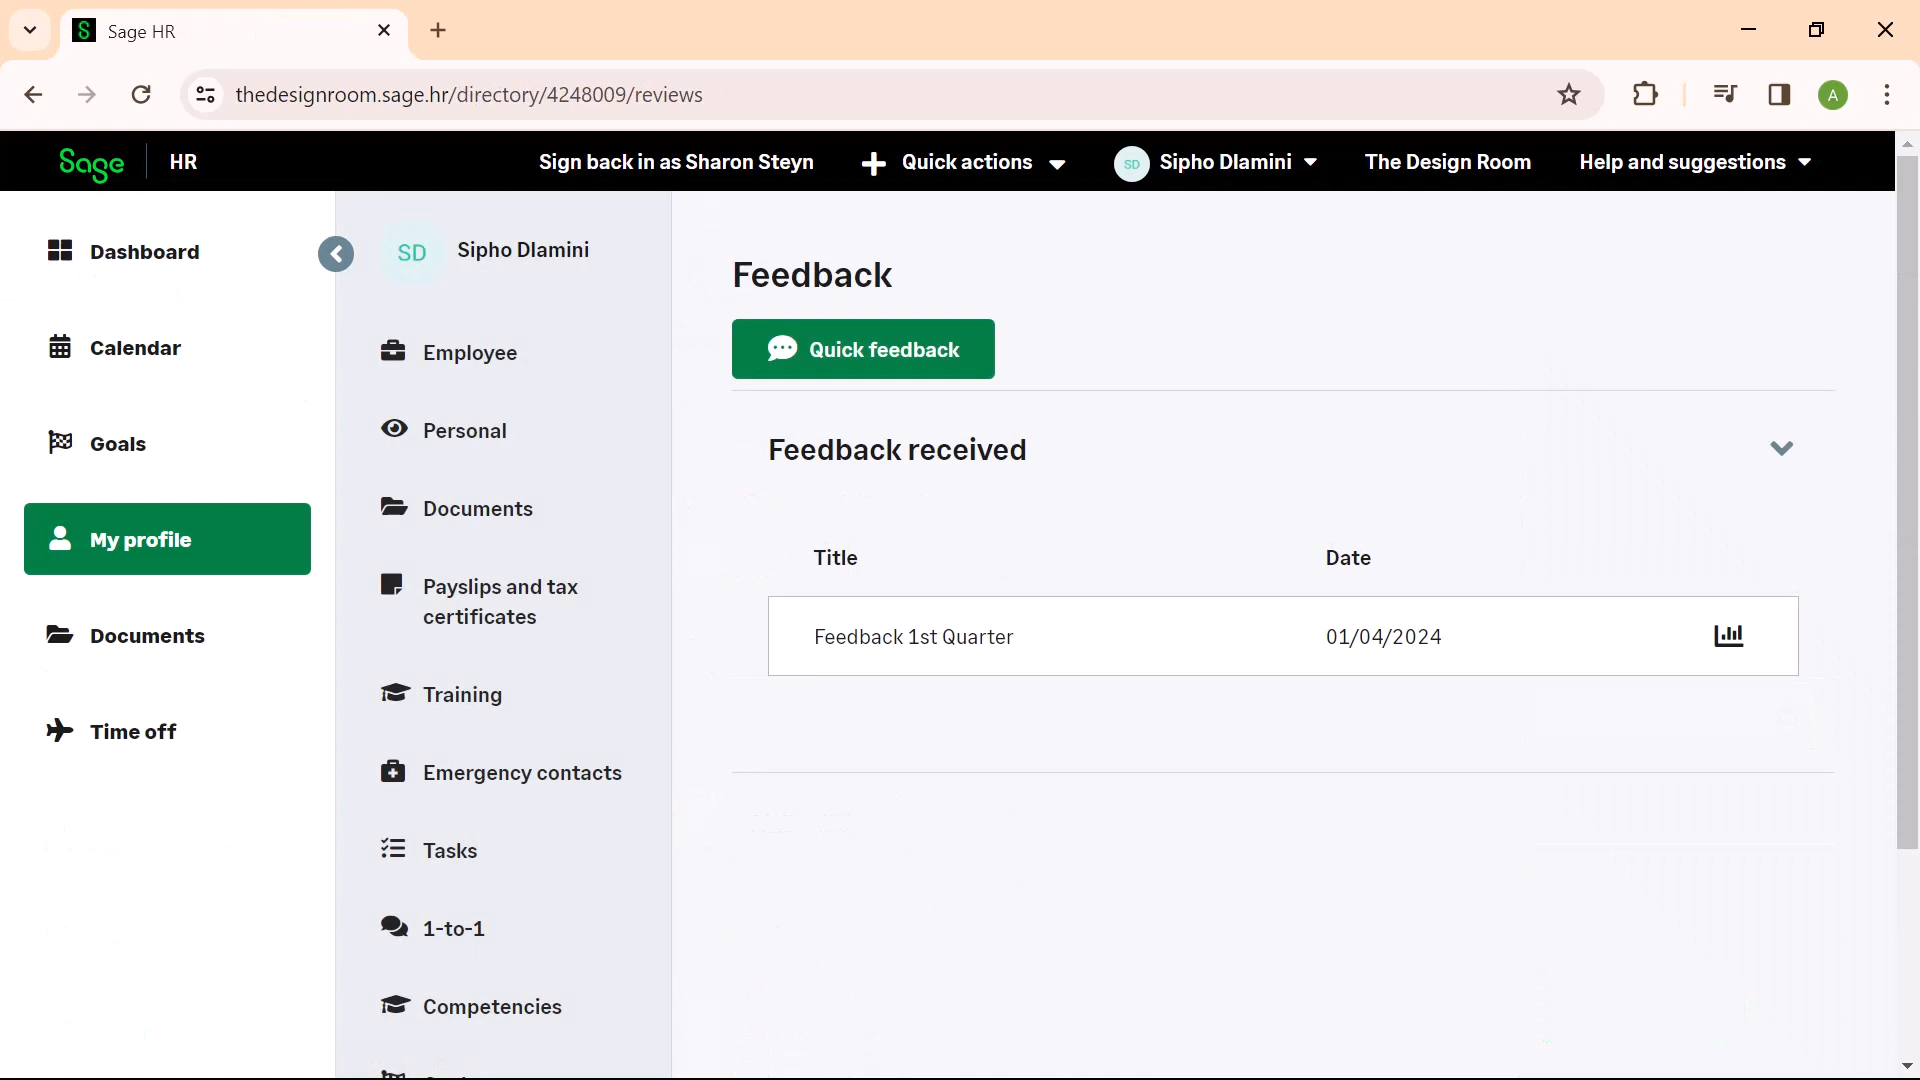 Sage HR
thedesignroom.sage.hr/directory/4248009/reviews
A
Sage HR
Sign back in as Sharon Steyn
Quick actions
SD Sipho Dlamini
The Design Room
Help and suggestions
Dashboard
Calendar
Goals
My profile
Documents
Time off
SD Sipho Dlamini
Employee
Personal
Documents
Payslips and tax
certificates
Training
Emergency contacts
Tasks
1-to-1
Competencies
Feedback
Quick feedback
Feedback received
Title Date
Feedback 1st Quarter 01/04/2024